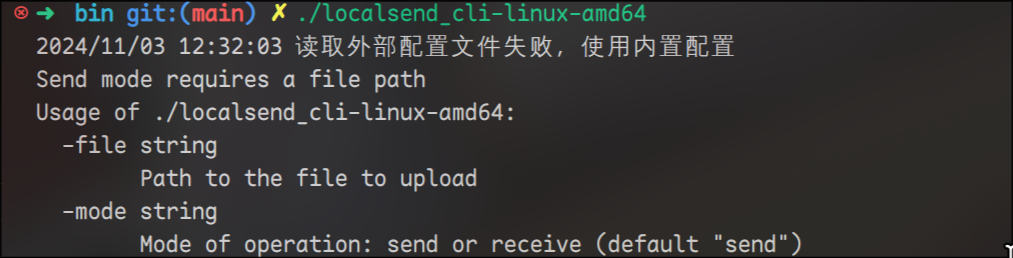 ⊗ ➜ bin git:(main) ✗ ./localsend_cli-linux-amd64
2024/11/03 12:32:03 读取外部配置文件失败，使用内置配置
Send mode requires a file path
Usage of ./localsend_cli-linux-amd64:
  -file string
        Path to the file to upload
  -mode string
        Mode of operation: send or receive (default "send")